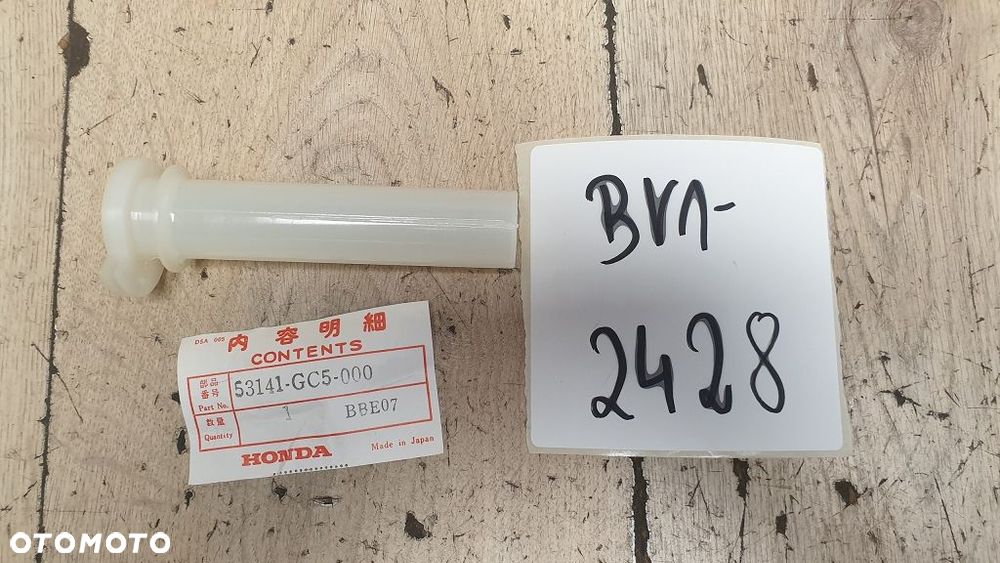 BV1-
2428
DSA 005
内容明細
CONTENTS
部品番号
Part No.
53141-GC5-000
数量
Quantity
1 BBE07
HONDA
Made in Japan
OTOMOTO